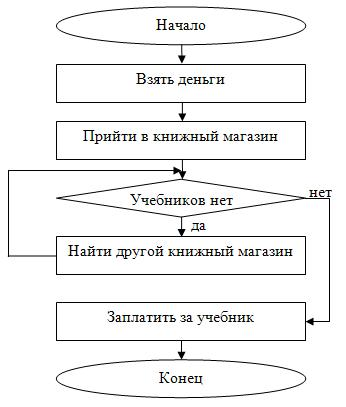 Начало
Взять деньги
Прийти в книжный магазин
Учебников нет
нет
да
Найти другой книжный магазин
Заплатить за учебник
Конец